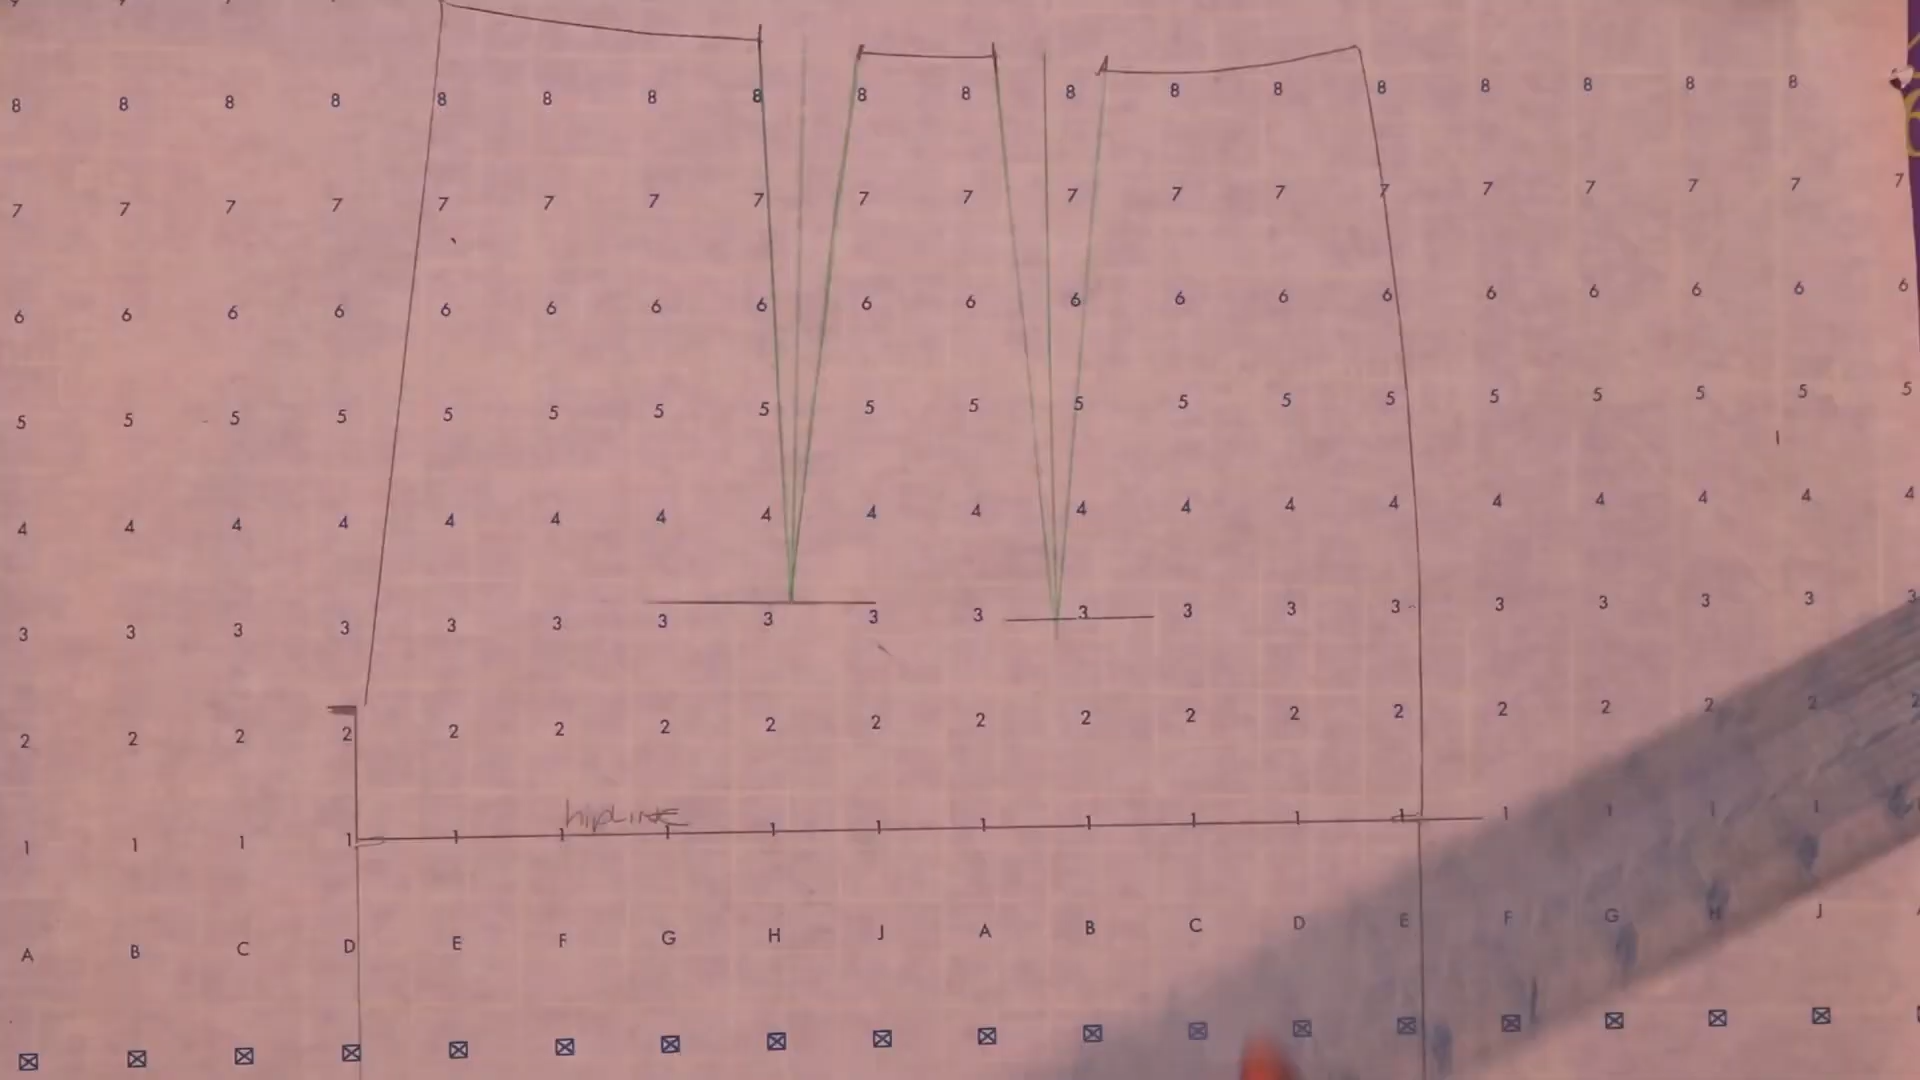 8 8 8 8 8 8 8 8 8 8 8 8 8 8 8 8 8 8
7 7 7 7 7 7 7 7 7 7 7 7 7 7 7 7 7 7 7
6 6 6 6 6 6 6 6 6 6 6 6 6 6 6 6 6 6 6
5 5 5 5 5 5 5 5 5 5 5 5 5 5 5 5 5 5 5
4 4 4 4 4 4 4 4 4 4 4 4 4 4 4 4 4 4 4
3 3 3 3 3 3 3 3 3 3 3 3 3 3 3 3 3 3 3
2 2 2 2 2 2 2 2 2 2 2 2 2 2 2 2 2 2 2
hipLINE
1 1 1 1 1 1 1 1 1 1 1 1 1 1 1 1 1 1
A B C D E F G H J A B C D E F G H J